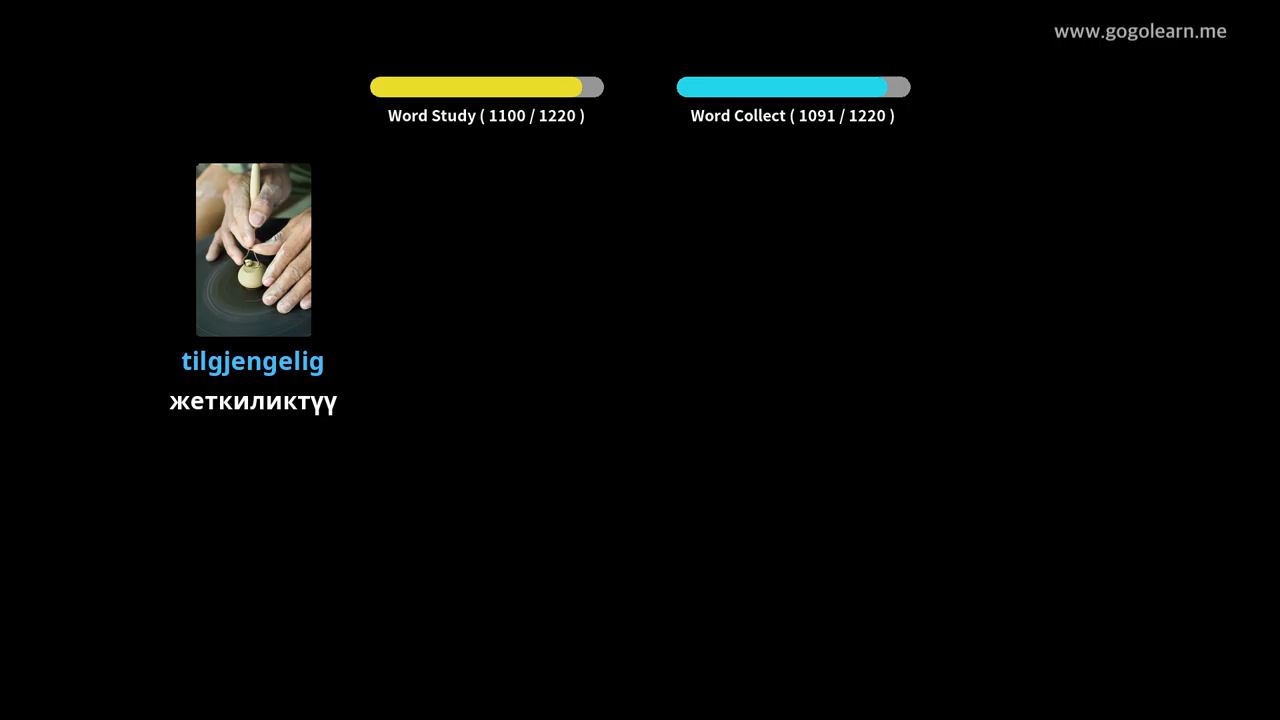 www.gogolearn.me
Word Study ( 1100 / 1220 )
Word Collect ( 1091 / 1220 )
tilgjengelig
жеткиликтүү